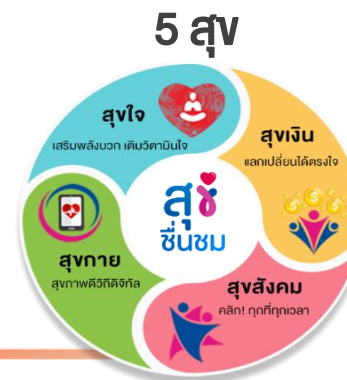 5 สุข
สุขใจ
เสริมพลังบวก เติมวิตามินใจ
สุขเงิน
แลกเปลี่ยนได้ตรงใจ
สุข
ชื่นชม
สุขกาย
สุขภาพดีวิถีดิจิทัล
สุขสังคม
คลิก! ทุกที่ทุกเวลา